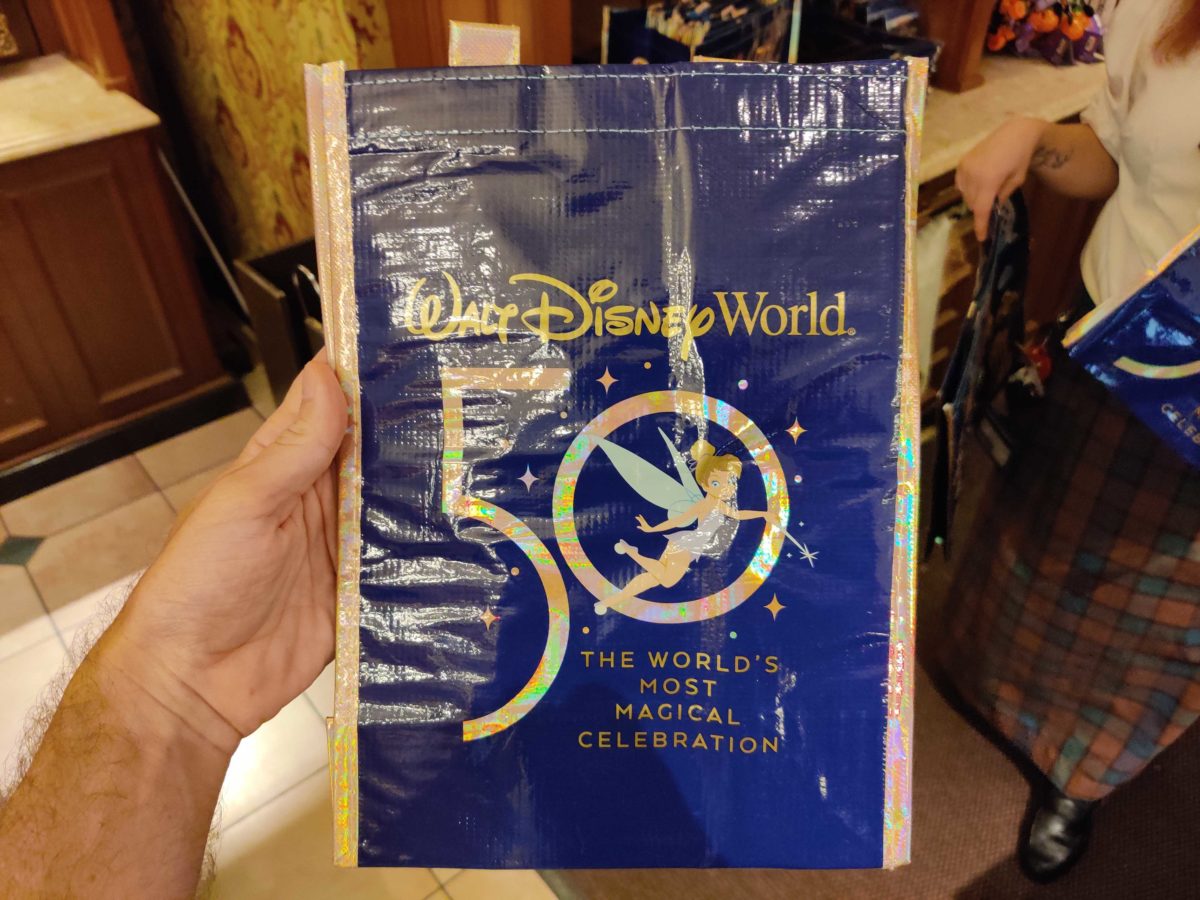 Walt Disney World®
50
THE WORLD'S
MOST
MAGICAL
CELEBRATION